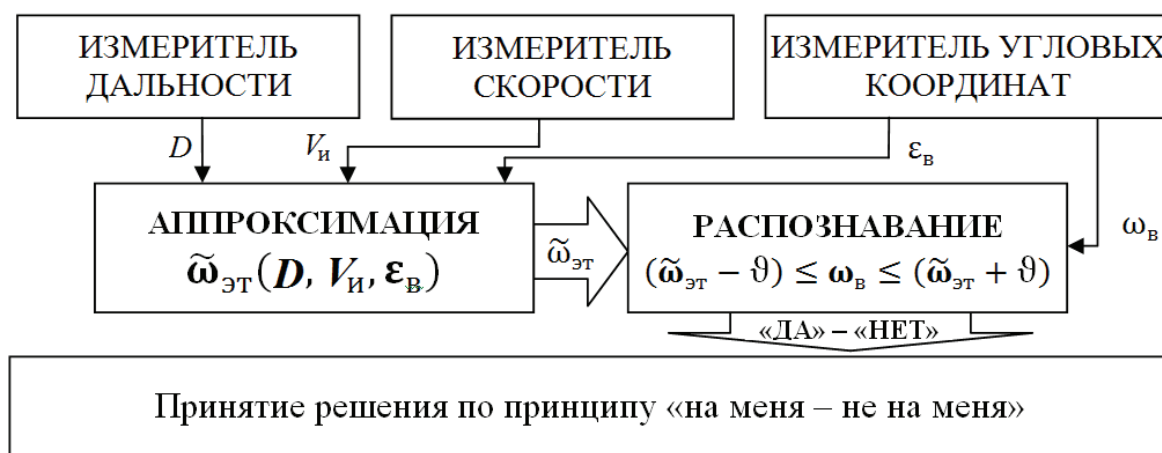 ИЗМЕРИТЕЛЬ
ДАЛЬНОСТИ
ИЗМЕРИТЕЛЬ
СКОРОСТИ
ИЗМЕРИТЕЛЬ УГЛОВЫХ
КООРДИНАТ
D
Vи
εв
ωв
АППРОКСИМАЦИЯ
ω̃эт(D, Vи, εв)
ω̃эт
РАСПОЗНАВАНИЕ
(ω̃эт − ϑ) ≤ ωв ≤ (ω̃эт + ϑ)
«ДА» – «НЕТ»
Принятие решения по принципу «на меня – не на меня»